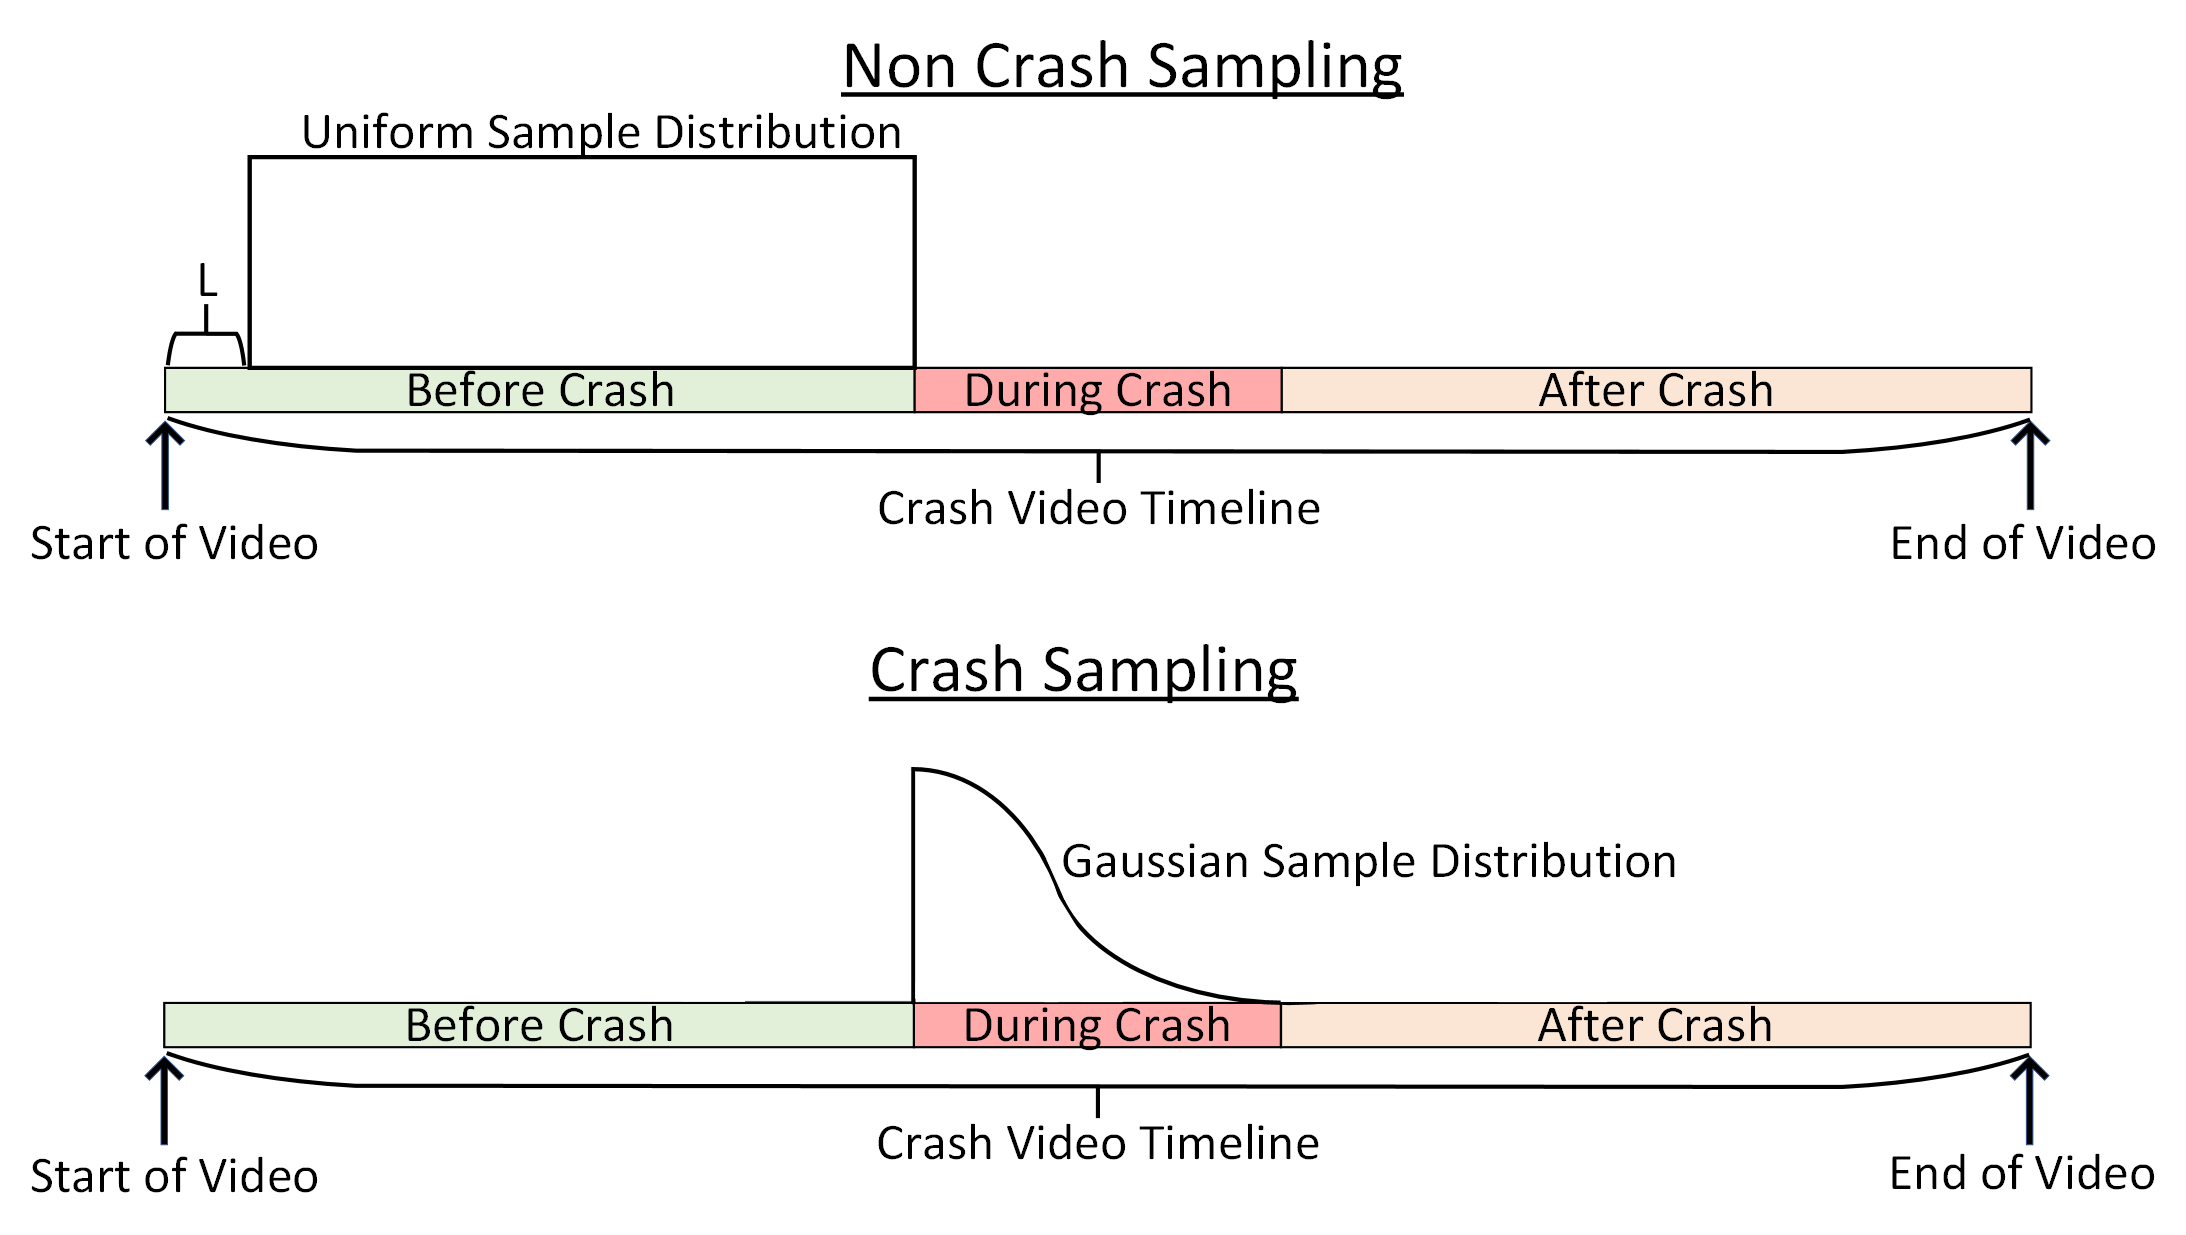 Non Crash Sampling
Uniform Sample Distribution
L
Before Crash
During Crash
After Crash
Crash Video Timeline
Start of Video
End of Video
Crash Sampling
Gaussian Sample Distribution
Before Crash
During Crash
After Crash
Crash Video Timeline
Start of Video
End of Video